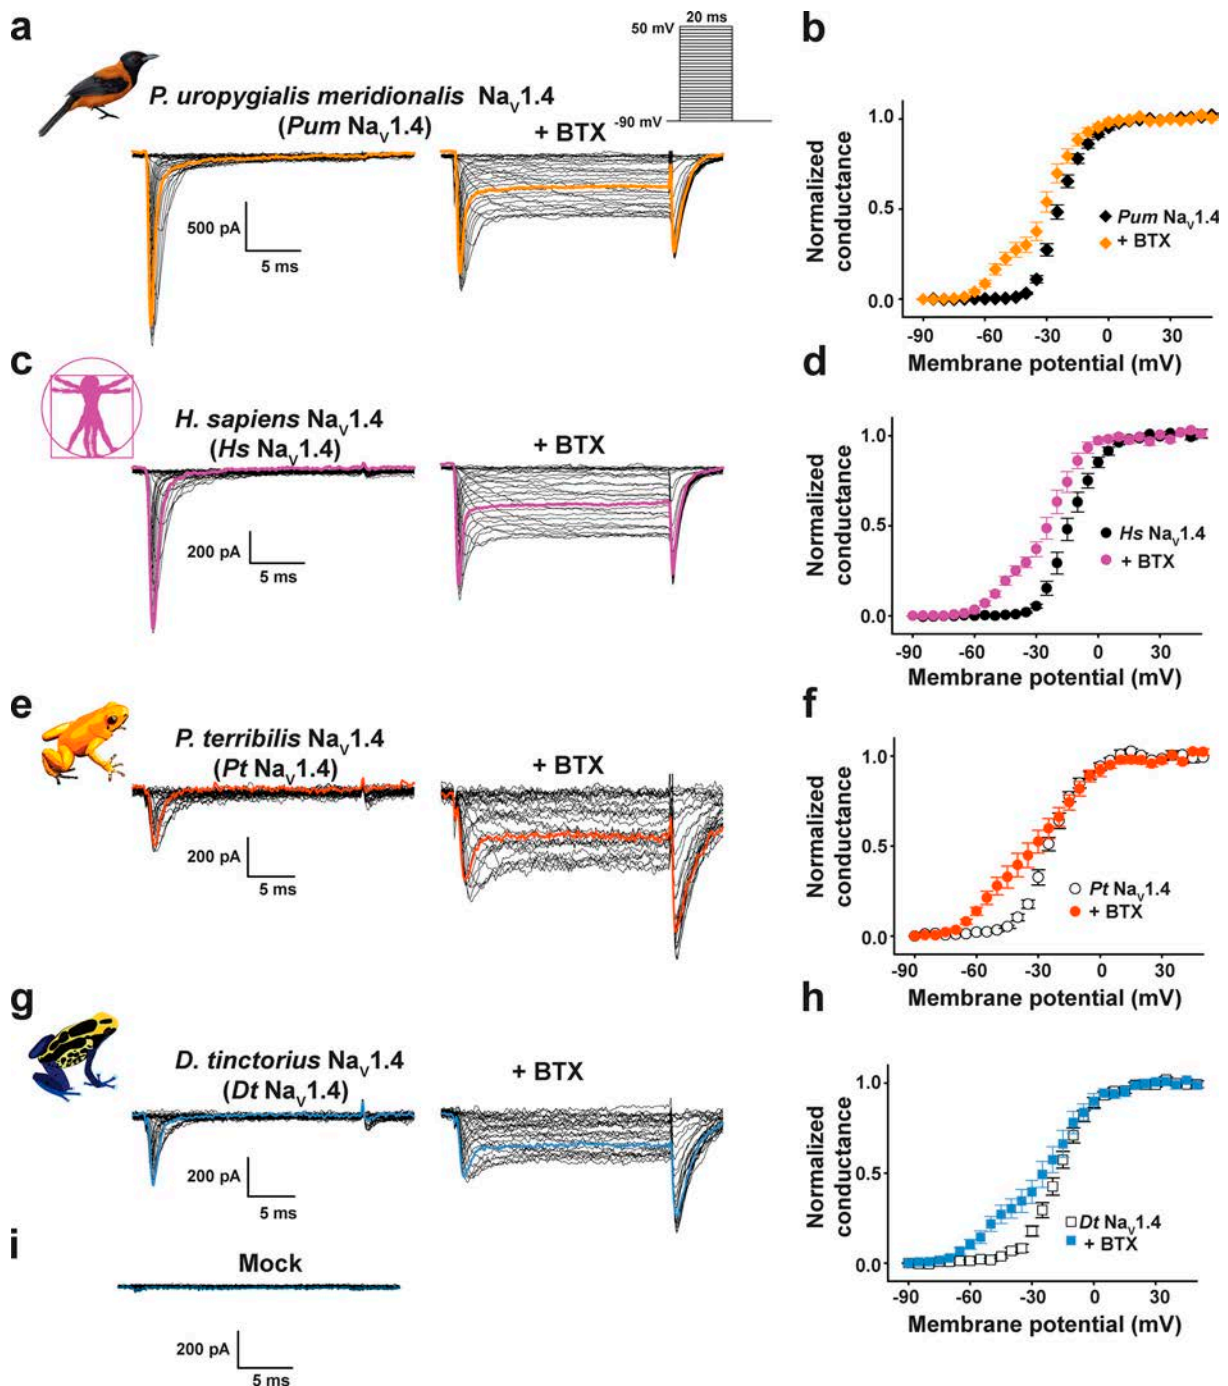 a
20 ms
50 mV
-90 mV
P. uropygialis meridionalis NaV1.4
(Pum NaV1.4)
+ BTX
500 pA
5 ms
b
Normalized
conductance
1.0
0.5
0.0
Pum NaV1.4
+ BTX
-90 -60 -30 0 30
Membrane potential (mV)
c
H. sapiens NaV1.4
(Hs NaV1.4)
+ BTX
200 pA
5 ms
d
Normalized
conductance
1.0
0.5
0.0
Hs NaV1.4
+ BTX
-90 -60 -30 0 30
Membrane potential (mV)
e
P. terribilis NaV1.4
(Pt NaV1.4)
+ BTX
200 pA
5 ms
200 pA
5 ms
f
Normalized
conductance
1.0
0.5
0.0
Pt NaV1.4
+ BTX
-90 -60 -30 0 30
Membrane potential (mV)
g
D. tinctorius NaV1.4
(Dt NaV1.4)
+ BTX
200 pA
5 ms
h
Normalized
conductance
1.0
0.5
0.0
Dt NaV1.4
+ BTX
-90 -60 -30 0 30
Membrane potential (mV)
i
Mock
200 pA
5 ms